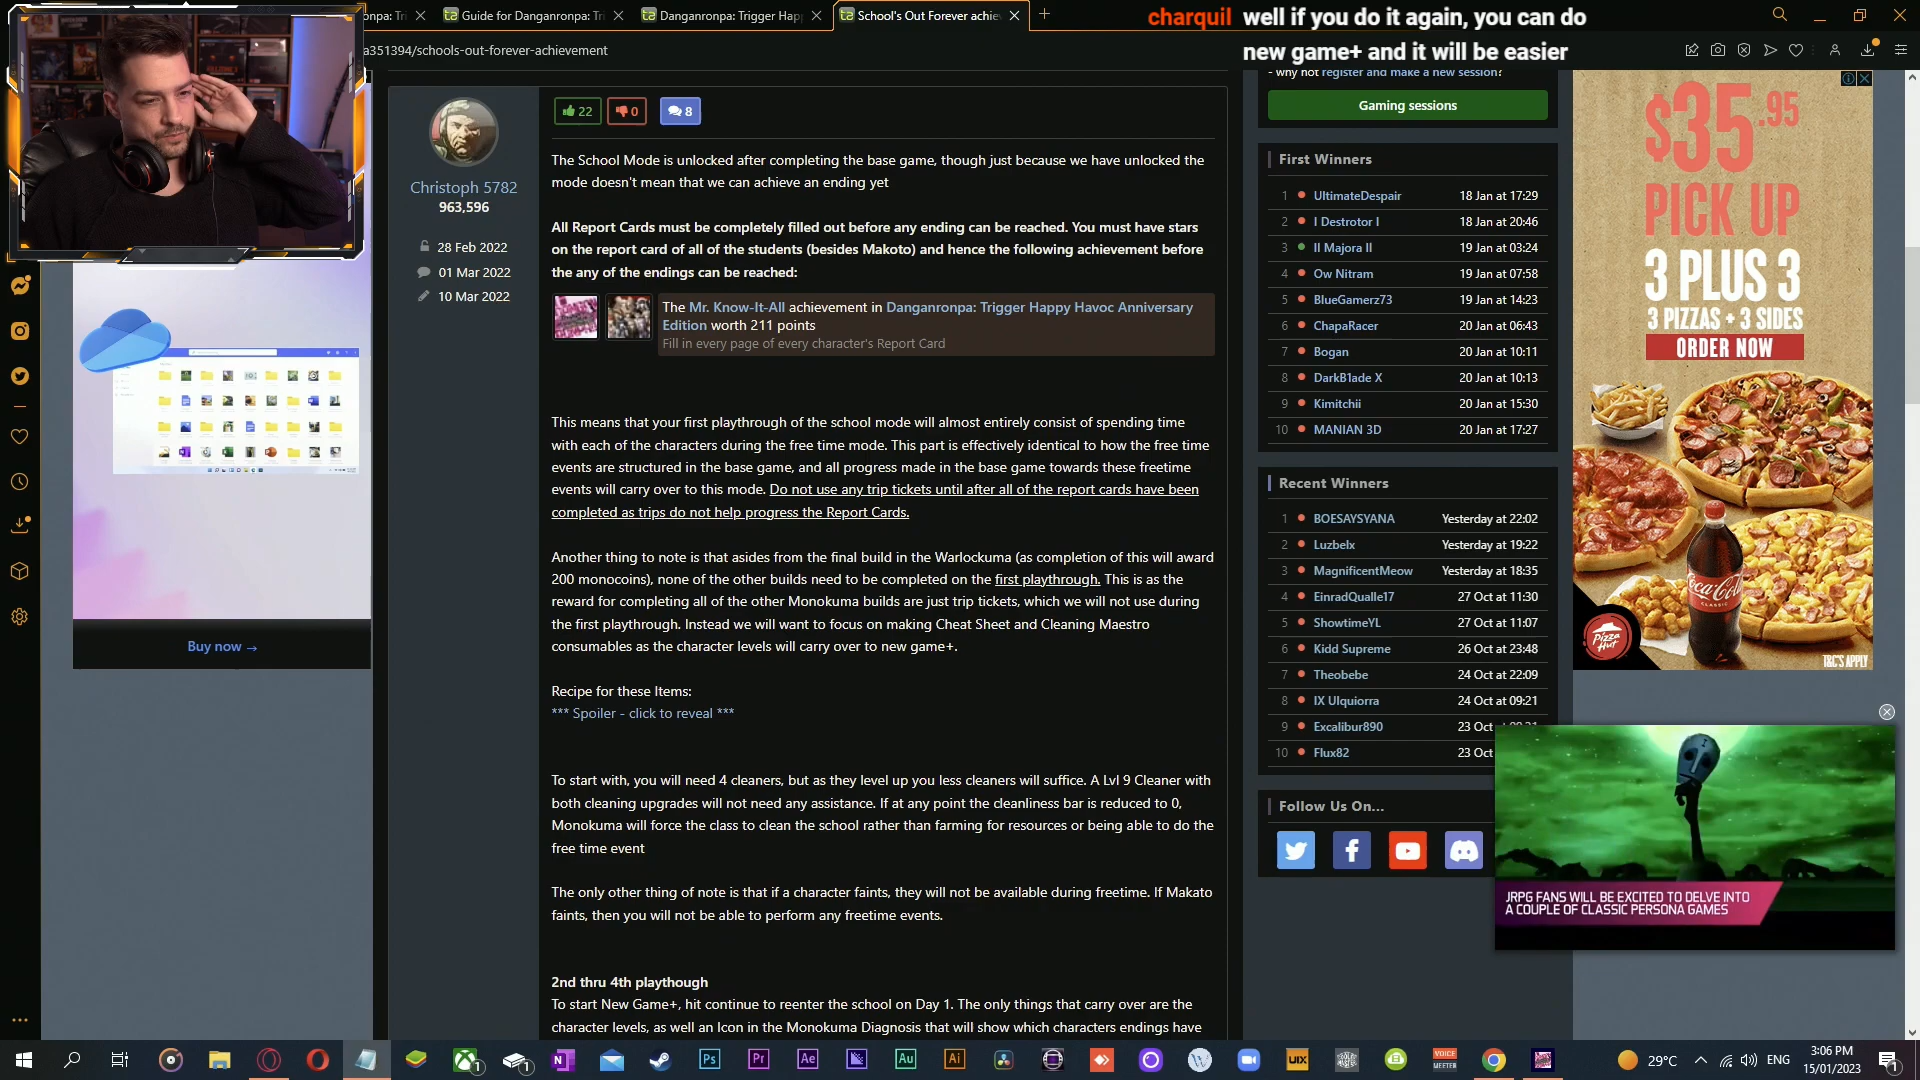 onpa: Tri
Guide for Danganronpa: Tri
Danganronpa: Trigger Hap
School's Out Forever achie
charquil well if you do it again, you can do
new game+ and it will be easier
a351394/schools-out-forever-achievement
22
0
8
Christoph 5782
963,596
28 Feb 2022
01 Mar 2022
10 Mar 2022
The School Mode is unlocked after completing the base game, though just because we have unlocked the
mode doesn't mean that we can achieve an ending yet
All Report Cards must be completely filled out before any ending can be reached. You must have stars
on the report card of all of the students (besides Makoto) and hence the following achievement before
the any of the endings can be reached:
The Mr. Know-It-All achievement in Danganronpa: Trigger Happy Havoc Anniversary
Edition worth 211 points
Fill in every page of every character's Report Card
This means that your first playthrough of the school mode will almost entirely consist of spending time
with each of the characters during the free time mode. This part is effectively identical to how the free time
events are structured in the base game, and all progress made in the base game towards these freetime
events will carry over to this mode. Do not use any trip tickets until after all of the report cards have been
completed as trips do not help progress the Report Cards.
Another thing to note is that asides from the final build in the Warlockuma (as completion of this will award
200 monocoins), none of the other builds need to be completed on the first playthrough. This is as the
reward for completing all of the other Monokuma builds are just trip tickets, which we will not use during
the first playthrough. Instead we will want to focus on making Cheat Sheet and Cleaning Maestro
consumables as the character levels will carry over to new game+.
Recipe for these Items:
*** Spoiler - click to reveal ***
To start with, you will need 4 cleaners, but as they level up you less cleaners will suffice. A Lvl 9 Cleaner with
both cleaning upgrades will not need any assistance. If at any point the cleanliness bar is reduced to 0,
Monokuma will force the class to clean the school rather than farming for resources or being able to do the
free time event
The only other thing of note is that if a character faints, they will not be available during freetime. If Makato
faints, then you will not be able to perform any freetime events.
2nd thru 4th playthough
To start New Game+, hit continue to reenter the school on Day 1. The only things that carry over are the
character levels, as well an Icon in the Monokuma Diagnosis that will show which characters endings have
Buy now →
- why not register and make a new session?
Gaming sessions
First Winners
1 UltimateDespair 18 Jan at 17:29
2 I Destrotor I 18 Jan at 20:46
3 II Majora II 19 Jan at 03:24
4 Ow Nitram 19 Jan at 07:58
5 BlueGamerz73 19 Jan at 14:23
6 ChapaRacer 20 Jan at 06:43
7 Bogan 20 Jan at 10:11
8 DarkB1ade X 20 Jan at 10:13
9 Kimitchii 20 Jan at 15:30
10 MANIAN 3D 20 Jan at 17:27
Recent Winners
1 BOESAYSYANA Yesterday at 22:02
2 Luzbelx Yesterday at 19:22
3 MagnificentMeow Yesterday at 18:35
4 EinradQualle17 27 Oct at 11:30
5 ShowtimeYL 27 Oct at 11:07
6 Kidd Supreme 26 Oct at 23:48
7 Theobebe 24 Oct at 22:09
8 IX Ulquiorra 24 Oct at 09:21
9 Excalibur890 23 Oct
10 Flux82 23 Oct
Follow Us On...
$35.95
PICK UP
3 PLUS 3
3 PIZZAS + 3 SIDES
ORDER NOW
Coca-Cola
CLASSIC
Pizza
Hut
T&C'S APPLY
JRPG FANS WILL BE EXCITED TO DELVE INTO
A COUPLE OF CLASSIC PERSONA GAMES
1
1
N
Ps
Pr
Ae
Au
Ai
W
UIX
VOICE
MEETER
29°C
ENG
3:06 PM
15/01/2023
1